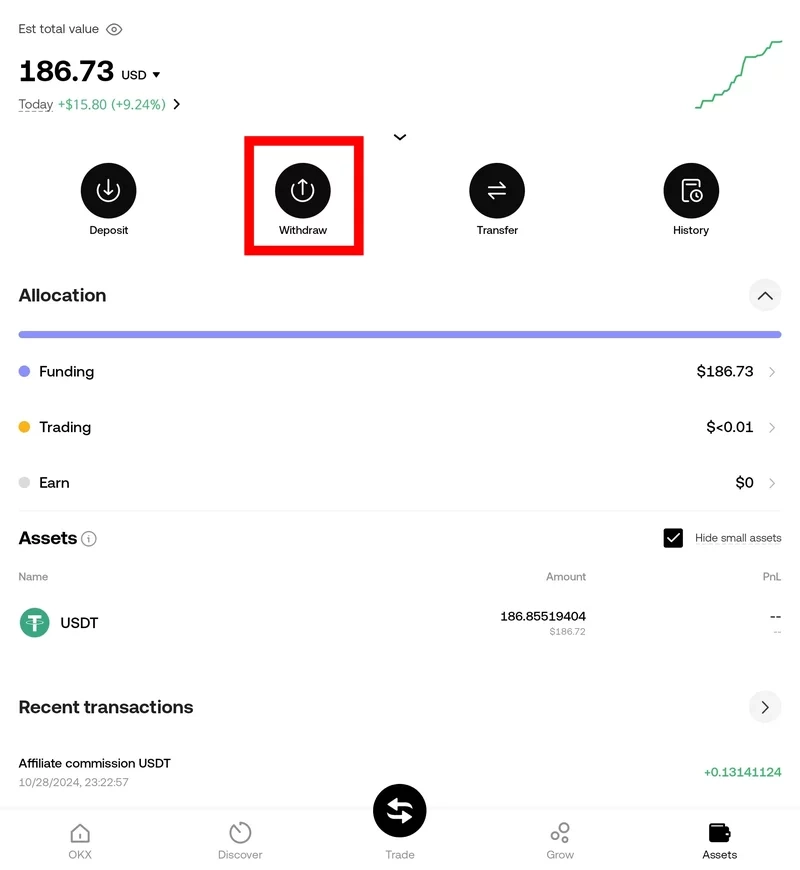 Est total value
186.73 USD
Today +$15.80 (+9.24%)
Deposit Withdraw Transfer History
Allocation
Funding $186.73
Trading $<0.01
Earn $0
Assets Hide small assets
Name Amount PnL
USDT 186.85519404 --
$186.72 --
Recent transactions
Affiliate commission USDT
10/28/2024, 23:22:57 +0.13141124
OKX Discover Trade Grow Assets